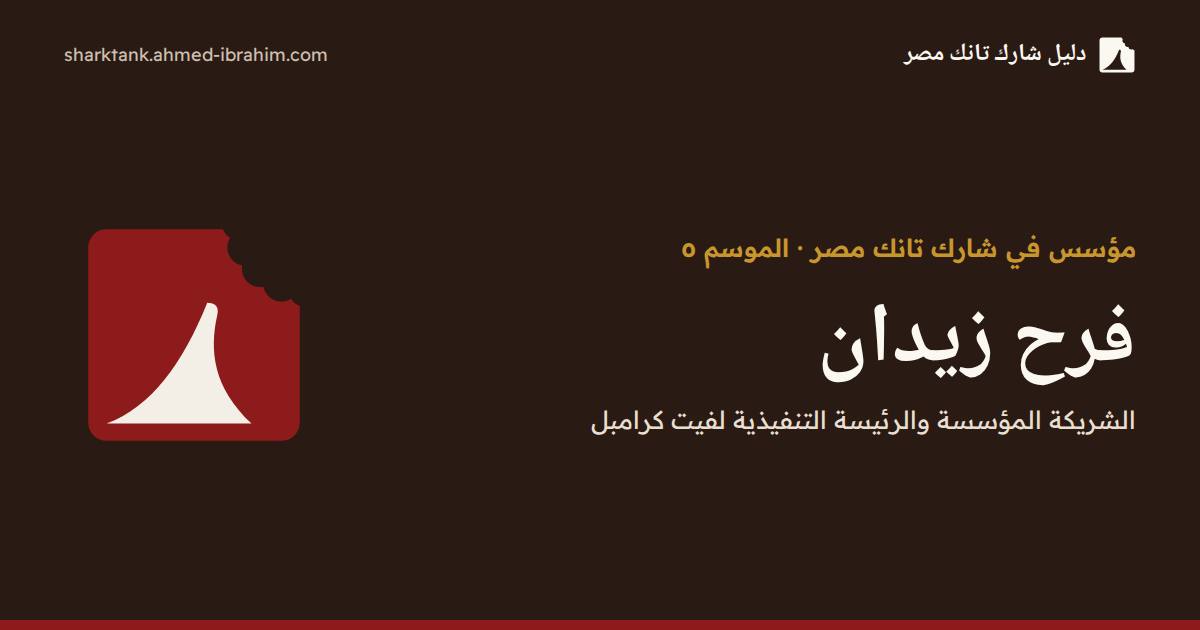 دليل شارك تانك مصر
sharktank.ahmed-ibrahim.com
مؤسس في شارك تانك مصر · الموسم ٥
فرح زيدان
الشريكة المؤسسة والرئيسة التنفيذية لفيت كرامبل